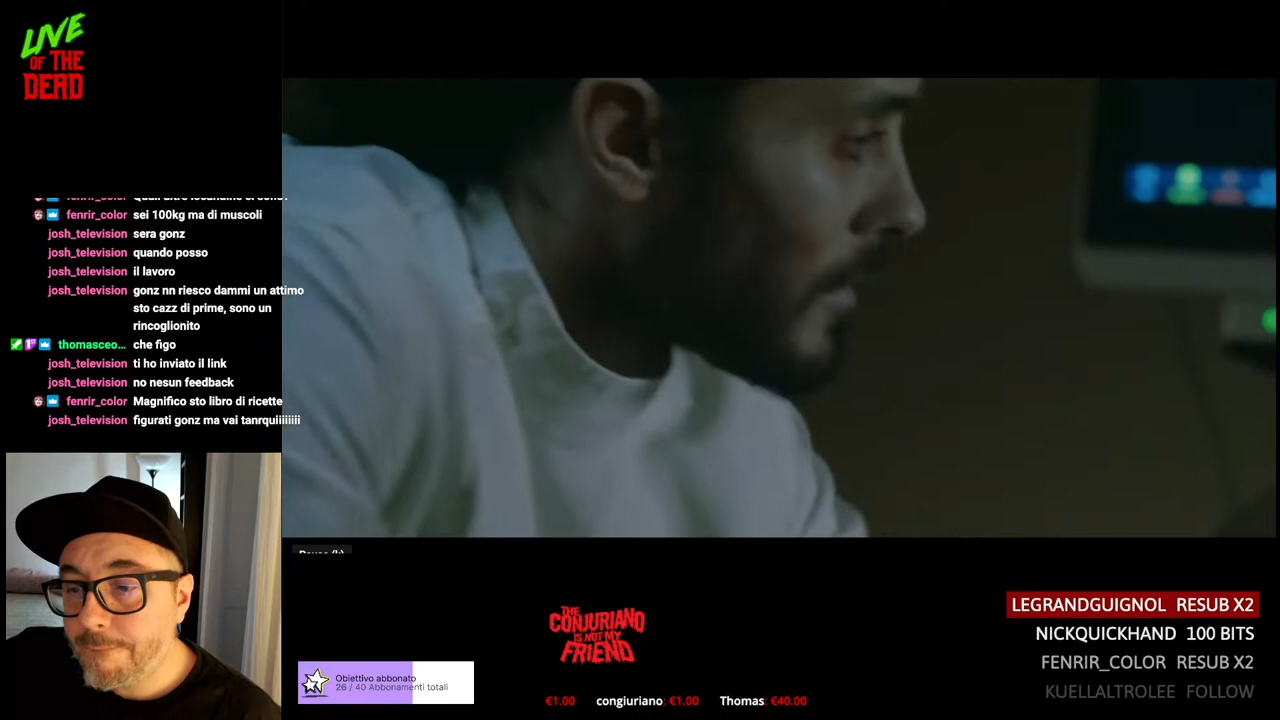 LIVE
OF THE
DEAD
fenrir_color sei 100kg ma di muscoli
josh_television sera gonz
josh_television quando posso
josh_television il lavoro
josh_television gonz nn riesco dammi un attimo
sto cazz di prime, sono un
rincoglionito
thomasceo... che figo
josh_television ti ho inviato il link
josh_television no nesun feedback
fenrir_color Magnifico sto libro di ricette
josh_television figurati gonz ma vai tanrquiiiiiiii
THE
CONJURIANO
IS NOT MY
FRIEND
Obiettivo abbonato
26 / 40 Abbonamenti totali
€1.00 congiuriano: €1.00 Thomas: €40.00
LEGRANDGUIGNOL RESUB X2
NICKQUICKHAND 100 BITS
FENRIR_COLOR RESUB X2
KUELLALTROLEE FOLLOW